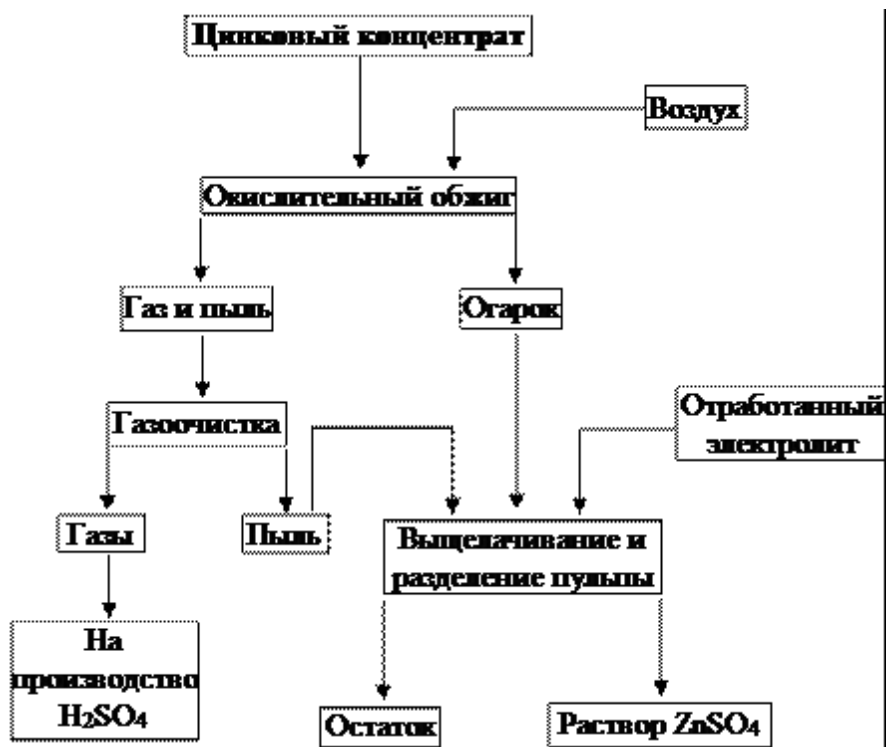 Цинковый концентрат
Воздух
Окислительный обжиг
Газ и пыль
Огарок
Газоочистка
Отработанный
электролит
Газы
Пыль
Выщелачивание и
разделение пульпы
На
производство
H₂SO₄
Остаток
Раствор ZnSO₄